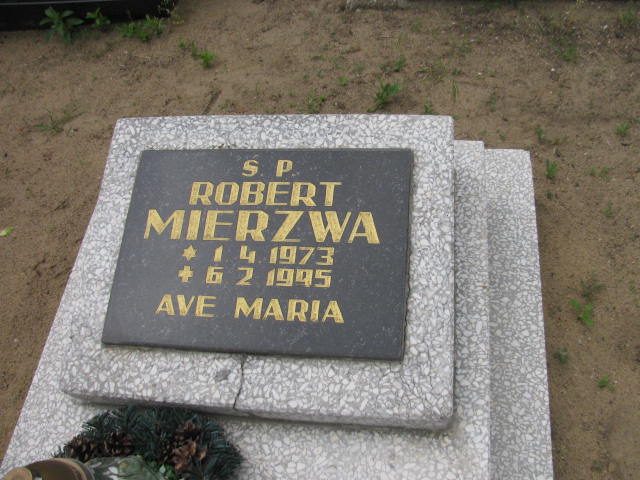 S P
ROBERT
MIERZWA
* 1 4 1973
✝ 6 2 1995
AVE MARIA